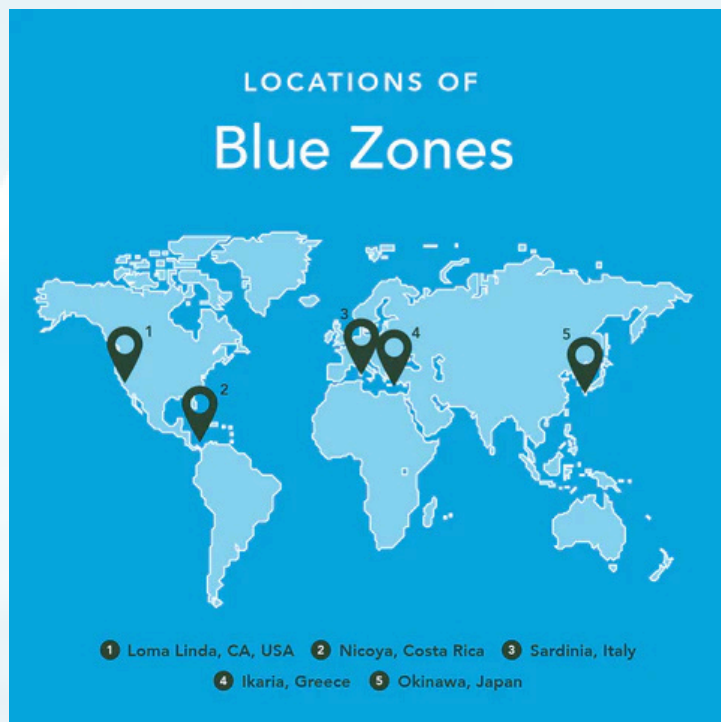 LOCATIONS OF
Blue Zones
1
2
3
4
5
1 Loma Linda, CA, USA 2 Nicoya, Costa Rica 3 Sardinia, Italy
4 Ikaria, Greece 5 Okinawa, Japan